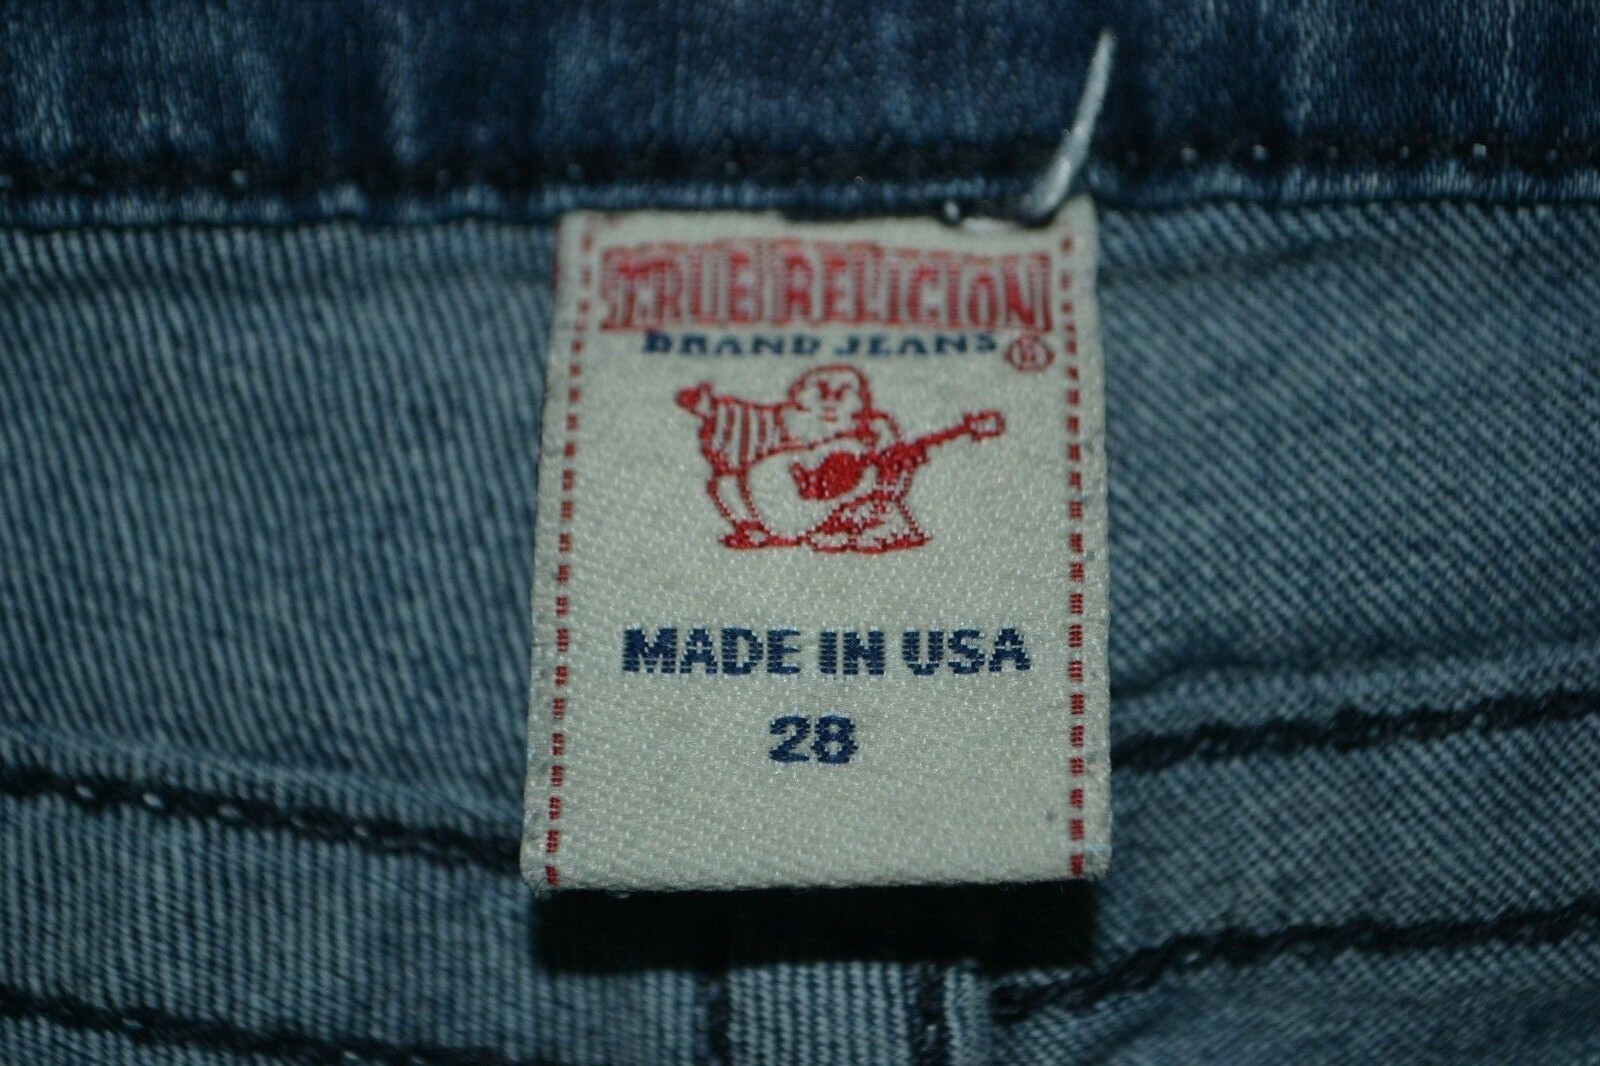 TRUE RELIGION
BRAND JEANS ®
MADE IN USA
28